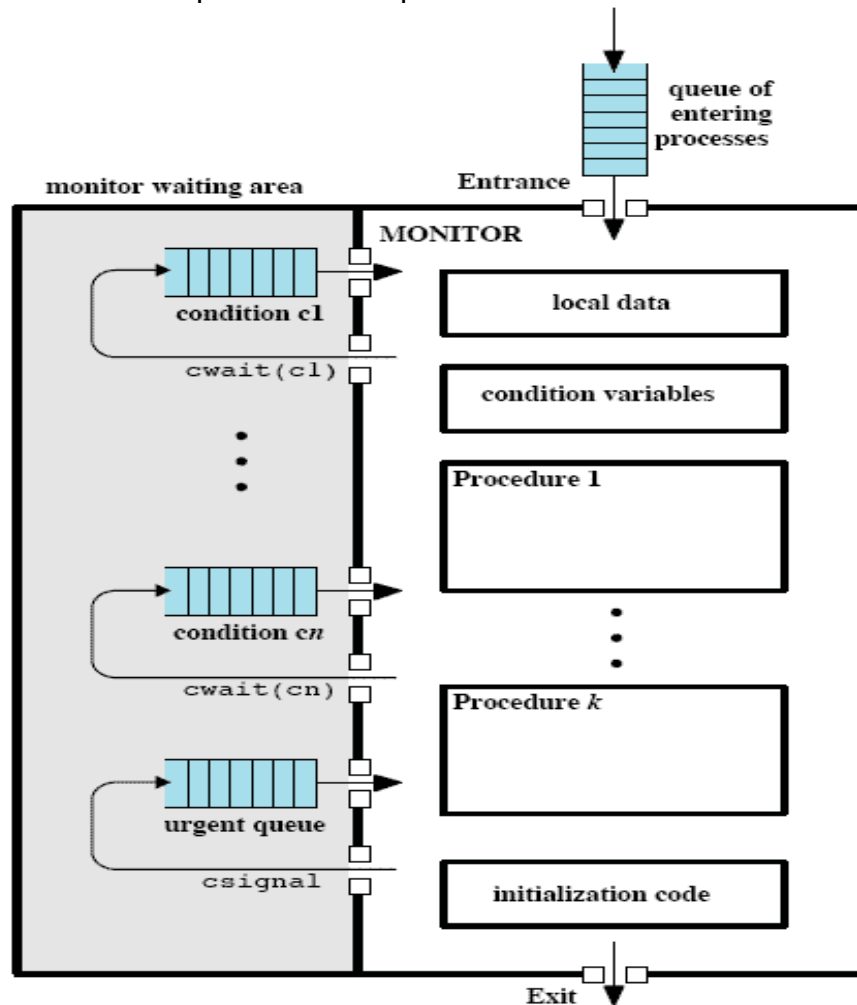 queue of
entering
processes
Entrance
monitor waiting area
MONITOR
local data
condition c1
cwait(c1)
condition variables
Procedure 1
condition cn
cwait(cn)
Procedure k
urgent queue
csignal
initialization code
Exit